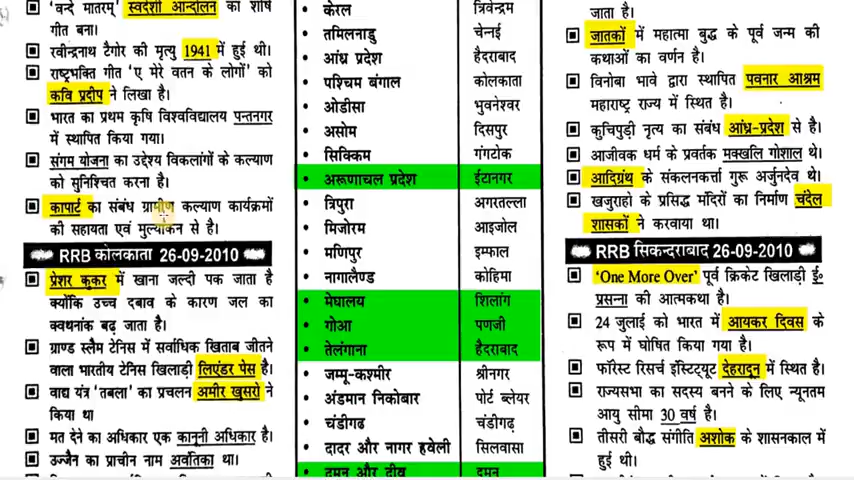 'वन्दे मातरम्' स्वदेशी आन्दोलन का शीर्ष
गीत बना।
रवीन्द्रनाथ टैगोर की मृत्यु 1941 में हुई थी।
राष्ट्रभक्ति गीत 'ए मेरे वतन के लोगों' को
कवि प्रदीप ने लिखा है।
भारत का प्रथम कृषि विश्वविद्यालय पन्तनगर
में स्थापित किया गया।
संगम योजना का उद्देश्य विकलांगों के कल्याण
को सुनिश्चित करना है।
कापार्ट का संबंध ग्रामीण कल्याण कार्यक्रमों
की सहायता एवं मुल्यांकन से है।
RRB कोलकाता 26-09-2010
प्रेशर कुकर में खाना जल्दी पक जाता है
क्योंकि उच्च दबाव के कारण जल का
क्वथनांक बढ़ जाता है।
ग्राण्ड स्लैम टेनिस में सर्वाधिक खिताब जीतने
वाला भारतीय टेनिस खिलाड़ी लिएंडर पेस है।
वाद्य यंत्र 'तबला' का प्रचलन अमीर खुसरो ने
किया था
मत देने का अधिकार एक कानूनी अधिकार है।
उज्जैन का प्राचीन नाम अवंतिका था।
केरल त्रिवेन्द्रम
तमिलनाडु चेन्नई
आंध्र प्रदेश हैदराबाद
पश्चिम बंगाल कोलकाता
ओडीसा भुवनेश्वर
असोम दिसपुर
सिक्किम गंगटोक
अरूणाचल प्रदेश ईटानगर
त्रिपुरा अगरतल्ला
मिजोरम आइजोल
मणिपुर इम्फाल
नागालैण्ड कोहिमा
मेघालय शिलांग
गोआ पणजी
तेलंगाना हैदराबाद
जम्मू-कश्मीर श्रीनगर
अंडमान निकोबार पोर्ट ब्लेयर
चंडीगढ चंडीगढ़
दादर और नागर हवेली सिलवासा
दमन और दीव दमन
जाता है।
जातकों में महात्मा बुद्ध के पूर्व जन्म की
कथाओं का वर्णन है।
विनोबा भावे द्वारा स्थापित पवनार आश्रम
महाराष्ट्र राज्य में स्थित है।
कुचिपुड़ी नृत्य का संबंध आंध्र-प्रदेश से है।
आजीवक धर्म के प्रवर्तक मक्खलि गोशाल थे।
आदिग्रंथ के संकलनकर्त्ता गुरू अर्जुनदेव थे।
खजुराहो के प्रसिद्ध मंदिरों का निर्माण चंदेल
शासकों ने करवाया था।
RRB सिकन्दराबाद 26-09-2010
'One More Over' पूर्व क्रिकेट खिलाड़ी ई०
प्रसन्ना की आत्मकथा है।
24 जुलाई को भारत में आयकर दिवस के
रूप में घोषित किया गया है।
फॉरेस्ट रिसर्च इंस्टिट्यूट देहरादून में स्थित है।
राज्यसभा का सदस्य बनने के लिए न्यूनतम
आयु सीमा 30 वर्ष है।
तीसरी बौद्ध संगीति अशोक के शासनकाल में
हुई थी।